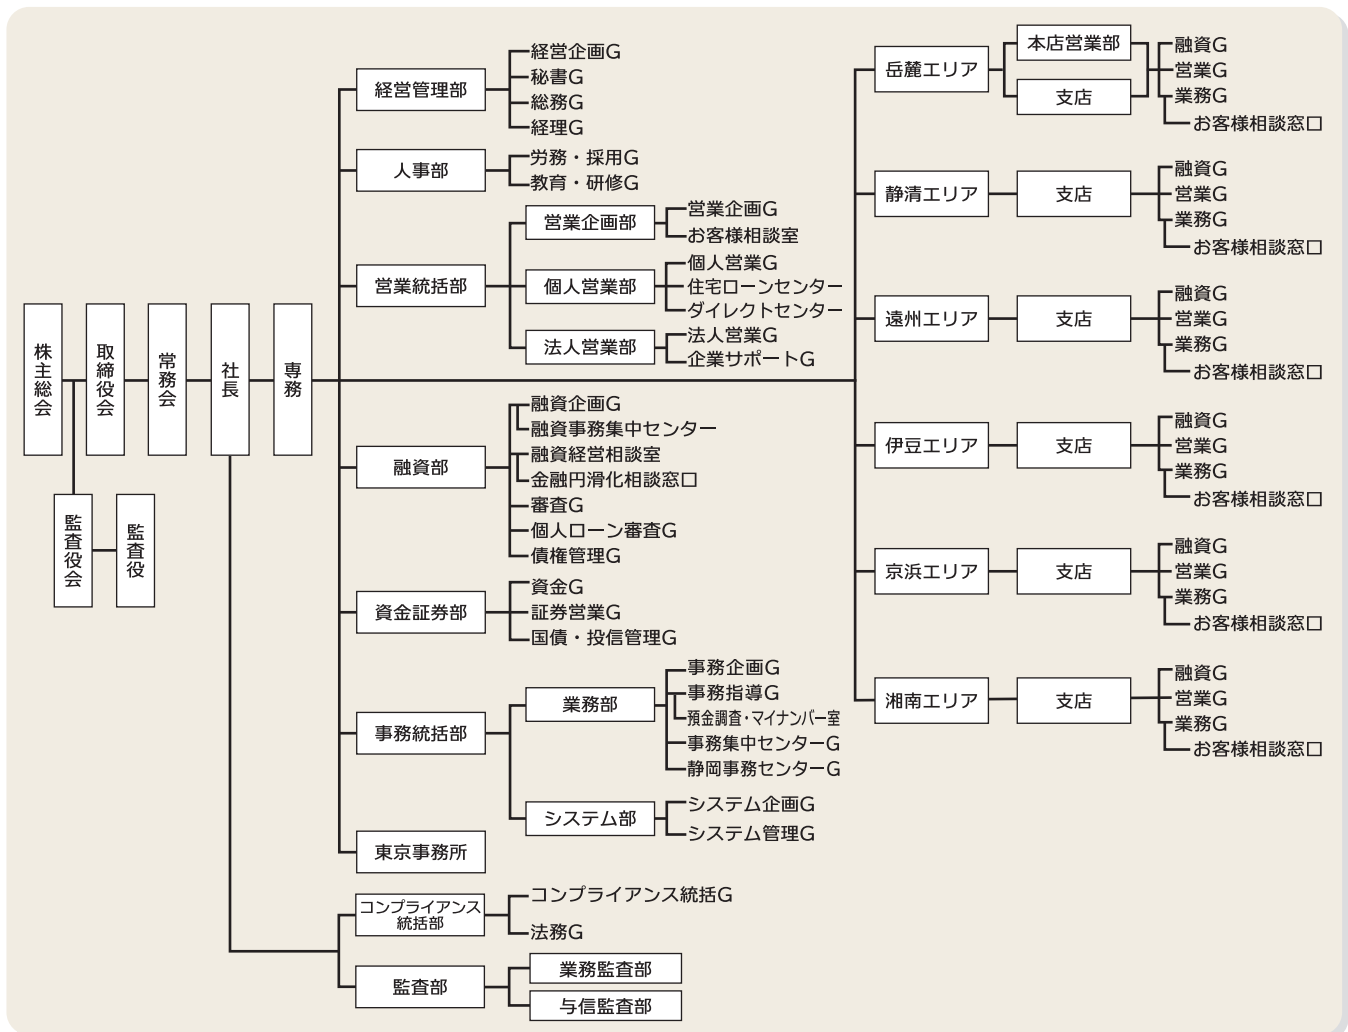 株主総会
取締役会
常務会
社長
専務
監査役会
監査役
経営管理部
経営企画G
秘書G
総務G
経理G
人事部
労務・採用G
教育・研修G
営業統括部
営業企画部
営業企画G
お客様相談室
個人営業部
個人営業G
住宅ローンセンター
ダイレクトセンター
法人営業部
法人営業G
企業サポートG
融資部
融資企画G
融資事務集中センター
融資経営相談室
金融円滑化相談窓口
審査G
個人ローン審査G
債権管理G
資金証券部
資金G
証券営業G
国債・投信管理G
事務統括部
業務部
事務企画G
事務指導G
預金調査・マイナンバー室
事務集中センターG
静岡事務センターG
システム部
システム企画G
システム管理G
東京事務所
コンプライアンス
統括部
コンプライアンス統括G
法務G
監査部
業務監査部
与信監査部
岳麓エリア
本店営業部
支店
融資G
営業G
業務G
お客様相談窓口
静清エリア
支店
融資G
営業G
業務G
お客様相談窓口
遠州エリア
支店
融資G
営業G
業務G
お客様相談窓口
伊豆エリア
支店
融資G
営業G
業務G
お客様相談窓口
京浜エリア
支店
融資G
営業G
業務G
お客様相談窓口
湘南エリア
支店
融資G
営業G
業務G
お客様相談窓口